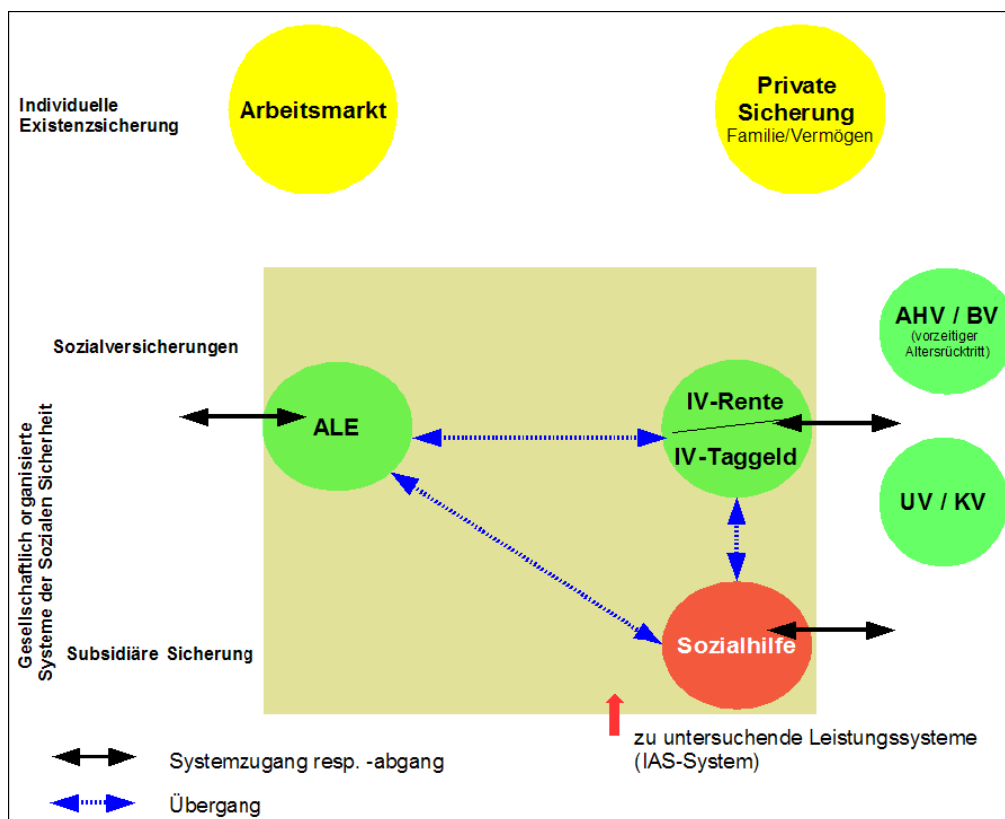 Individuelle
Existenzsicherung
Arbeitsmarkt
Private
Sicherung
Familie/Vermögen
Gesellschaftlich organisierte
Systeme der Sozialen Sicherheit
Sozialversicherungen
ALE
IV-Rente
IV-Taggeld
AHV / BV
(vorzeitiger
Altersrücktritt)
UV / KV
Subsidiäre Sicherung
Sozialhilfe
zu untersuchende Leistungssysteme
(IAS-System)
Systemzugang resp. -abgang
Übergang